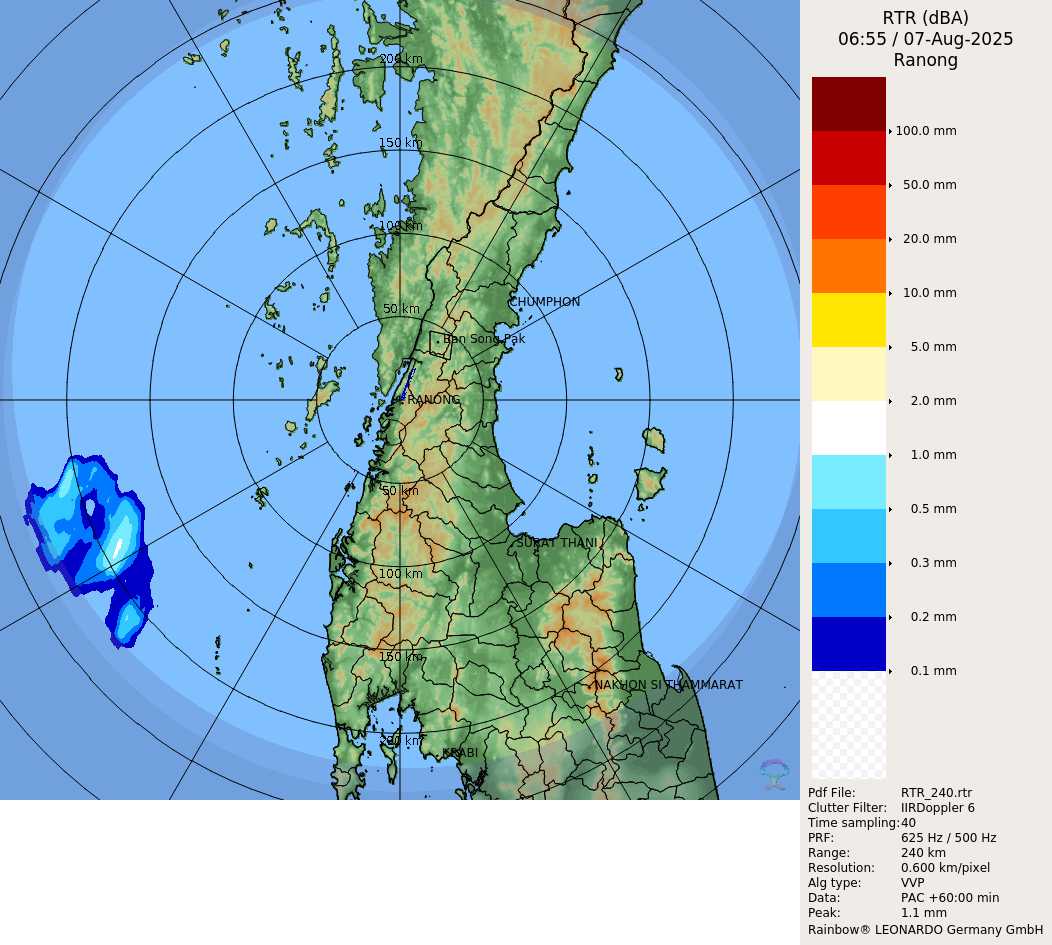 RTR (dBA)
06:55 / 07-Aug-2025
Ranong
200 km
150 km
100 km
50 km
CHUMPHON
Ban Song Pak
RANONG
50 km
SURAT THANI
100 km
150 km
NAKHON SI THAMMARAT
200 km
KRABI
100.0 mm
50.0 mm
20.0 mm
10.0 mm
5.0 mm
2.0 mm
1.0 mm
0.5 mm
0.3 mm
0.2 mm
0.1 mm
Pdf File: RTR_240.rtr
Clutter Filter: IIRDoppler 6
Time sampling: 40
PRF: 625 Hz / 500 Hz
Range: 240 km
Resolution: 0.600 km/pixel
Alg type: VVP
Data: PAC +60:00 min
Peak: 1.1 mm
Rainbow® LEONARDO Germany GmbH